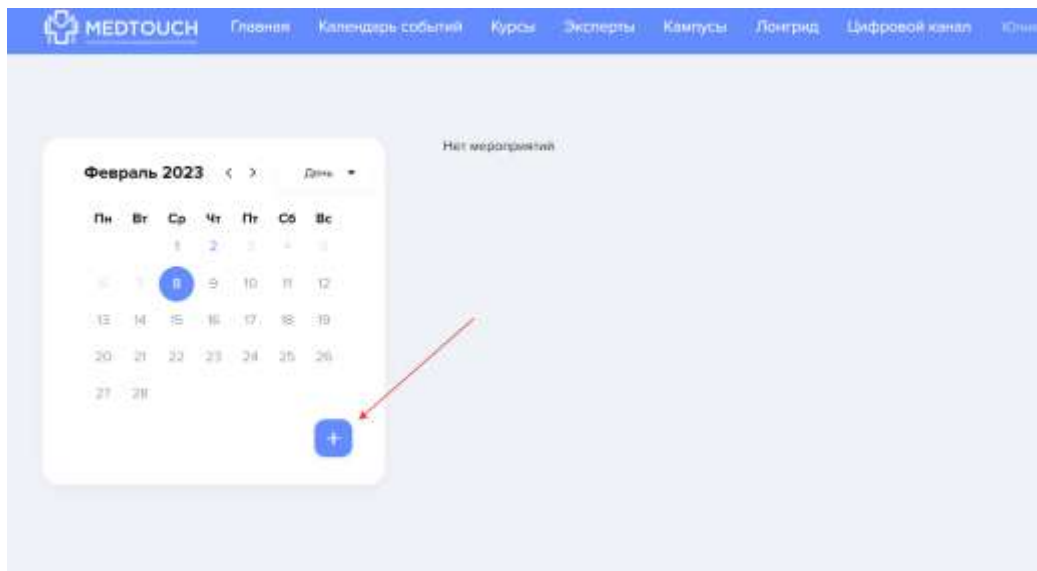 MEDTOUCH Главная Календарь событий Курсы Эксперты Кампусы Лонгрид Цифровой канал
Нет мероприятий
Февраль 2023 < > День
Пн Вт Ср Чт Пт Сб Вс
1 2 3 4 5
6 7 8 9 10 11 12
13 14 15 16 17 18 19
20 21 22 23 24 25 26
27 28
+